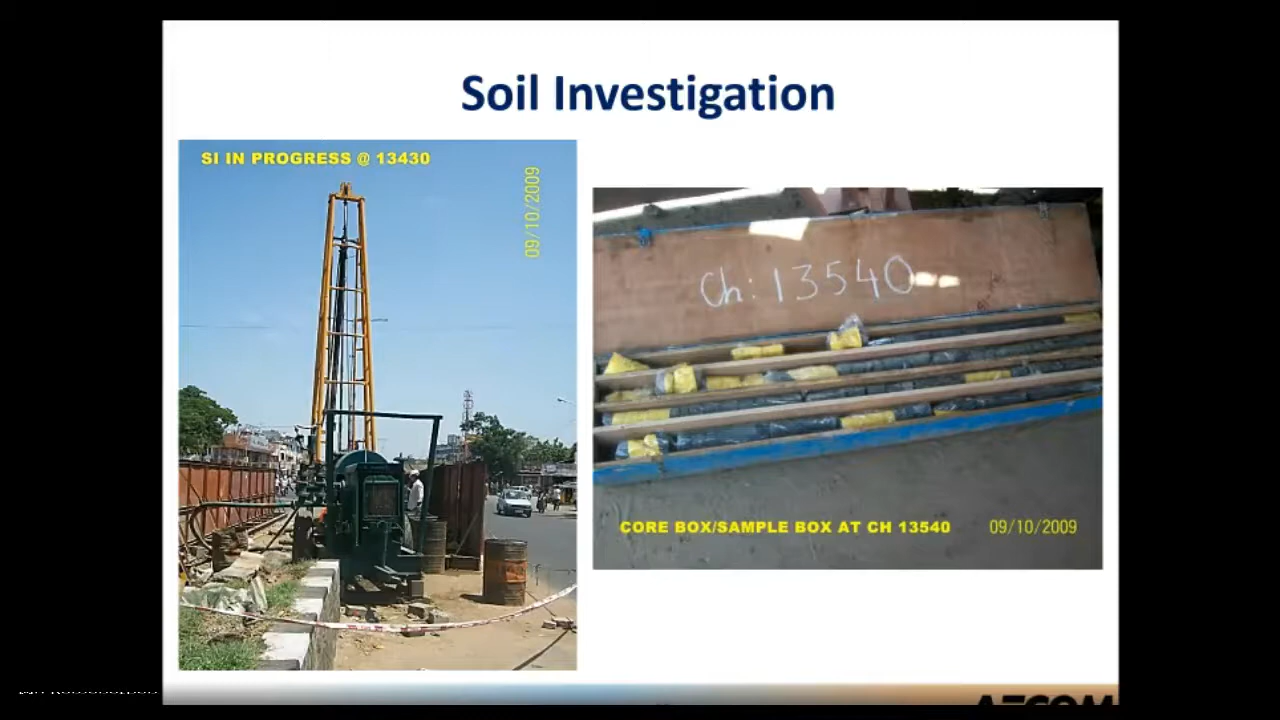 Soil Investigation
SI IN PROGRESS @ 13430
09/10/2009
Ch: 13540
CORE BOX/SAMPLE BOX AT CH 13540
09/10/2009
AECOM